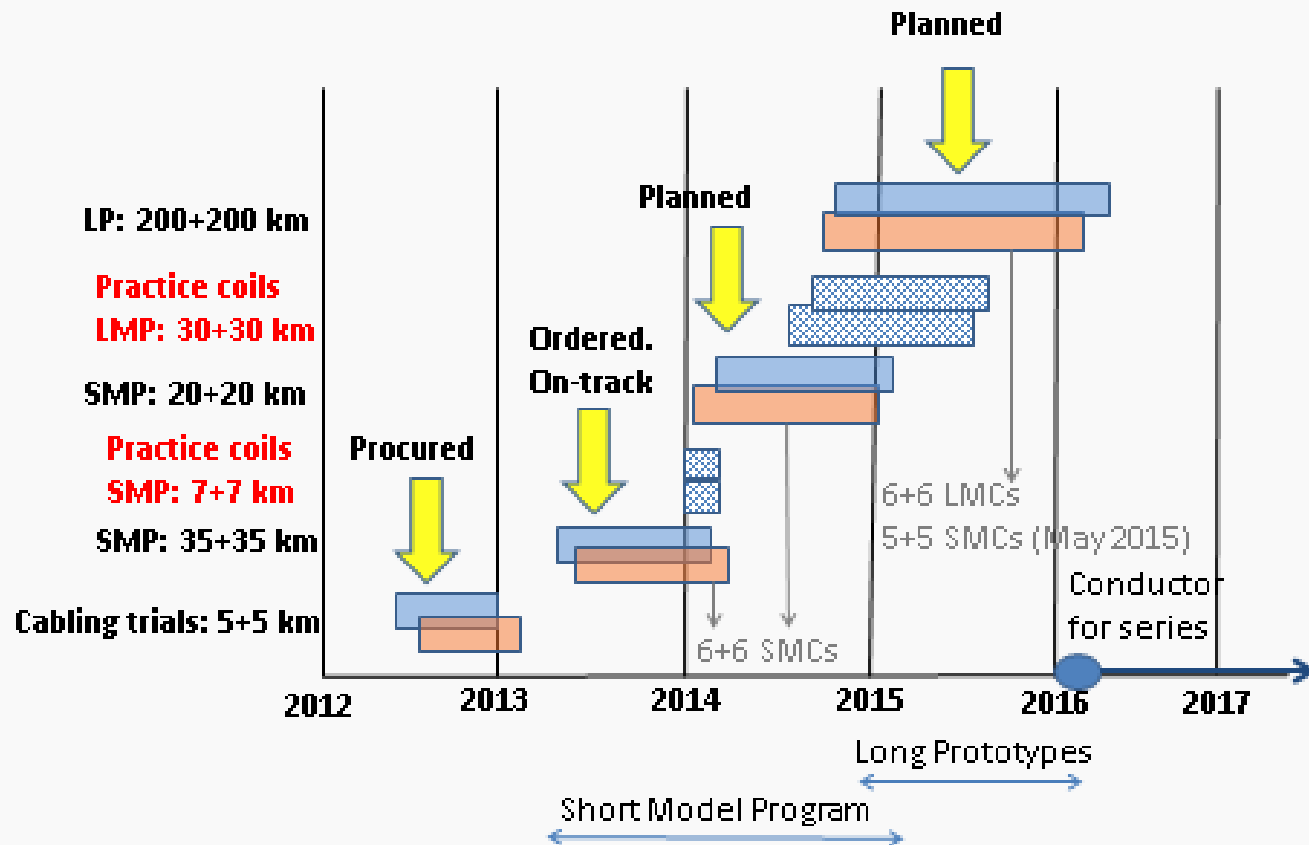 Planned
Planned
LP: 200+200 km
Practice coils
LMP: 30+30 km
Ordered.
On-track
SMP: 20+20 km
Practice coils
SMP: 7+7 km
Procured
SMP: 35+35 km
6+6 LMCs
5+5 SMCs (May 2015)
Conductor
for series
Cabling trials: 5+5 km
6+6 SMCs
2012
2013
2014
2015
2016
2017
Long Prototypes
Short Model Program